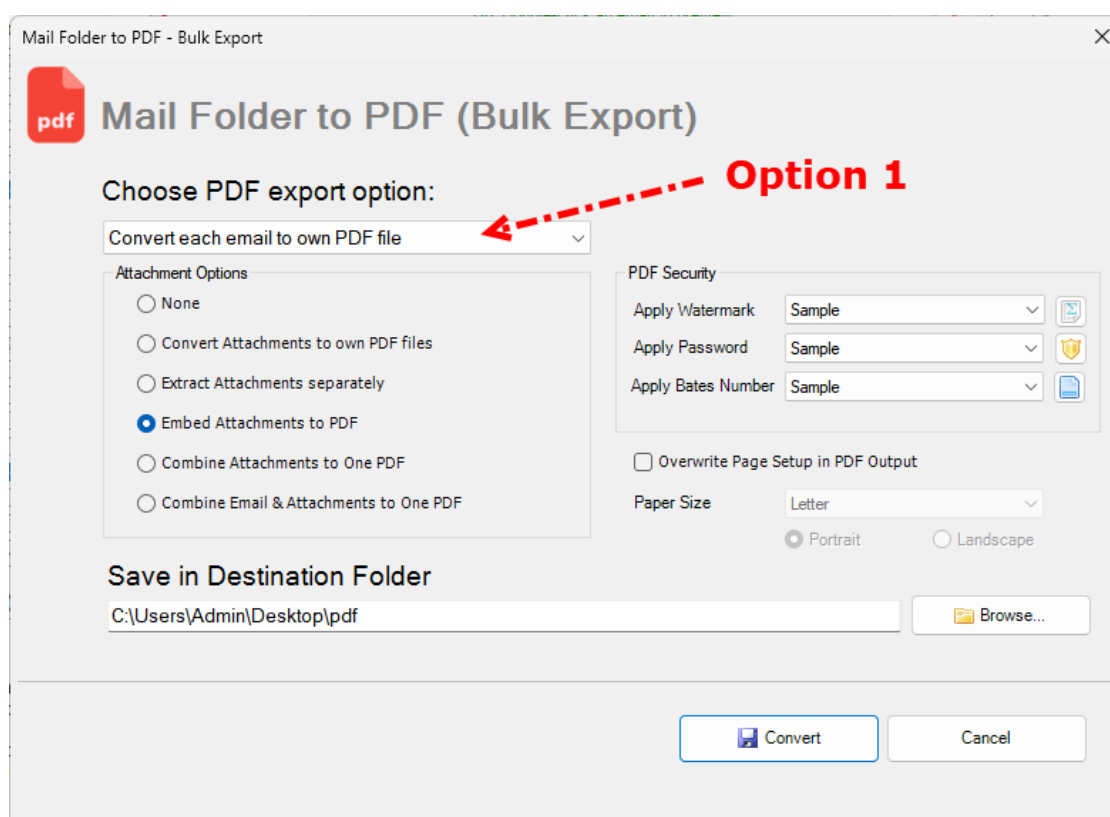 Mail Folder to PDF - Bulk Export
pdf
Mail Folder to PDF (Bulk Export)
Option 1
Choose PDF export option:
Convert each email to own PDF file
Attachment Options
None
Convert Attachments to own PDF files
Extract Attachments separately
Embed Attachments to PDF
Combine Attachments to One PDF
Combine Email & Attachments to One PDF
PDF Security
Apply Watermark Sample
Apply Password Sample
Apply Bates Number Sample
Overwrite Page Setup in PDF Output
Paper Size Letter
Portrait Landscape
Save in Destination Folder
C:\Users\Admin\Desktop\pdf
Browse...
Convert Cancel